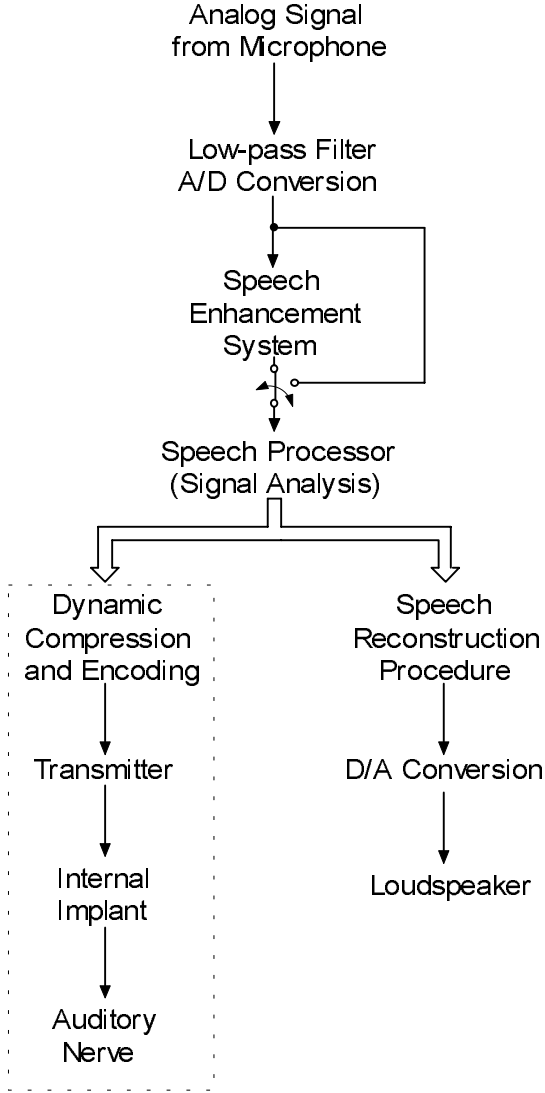 Analog Signal
from Microphone
Low-pass Filter
A/D Conversion
Speech
Enhancement
System
Speech Processor
(Signal Analysis)
Dynamic
Compression
and Encoding
Transmitter
Internal
Implant
Auditory
Nerve
Speech
Reconstruction
Procedure
D/A Conversion
Loudspeaker